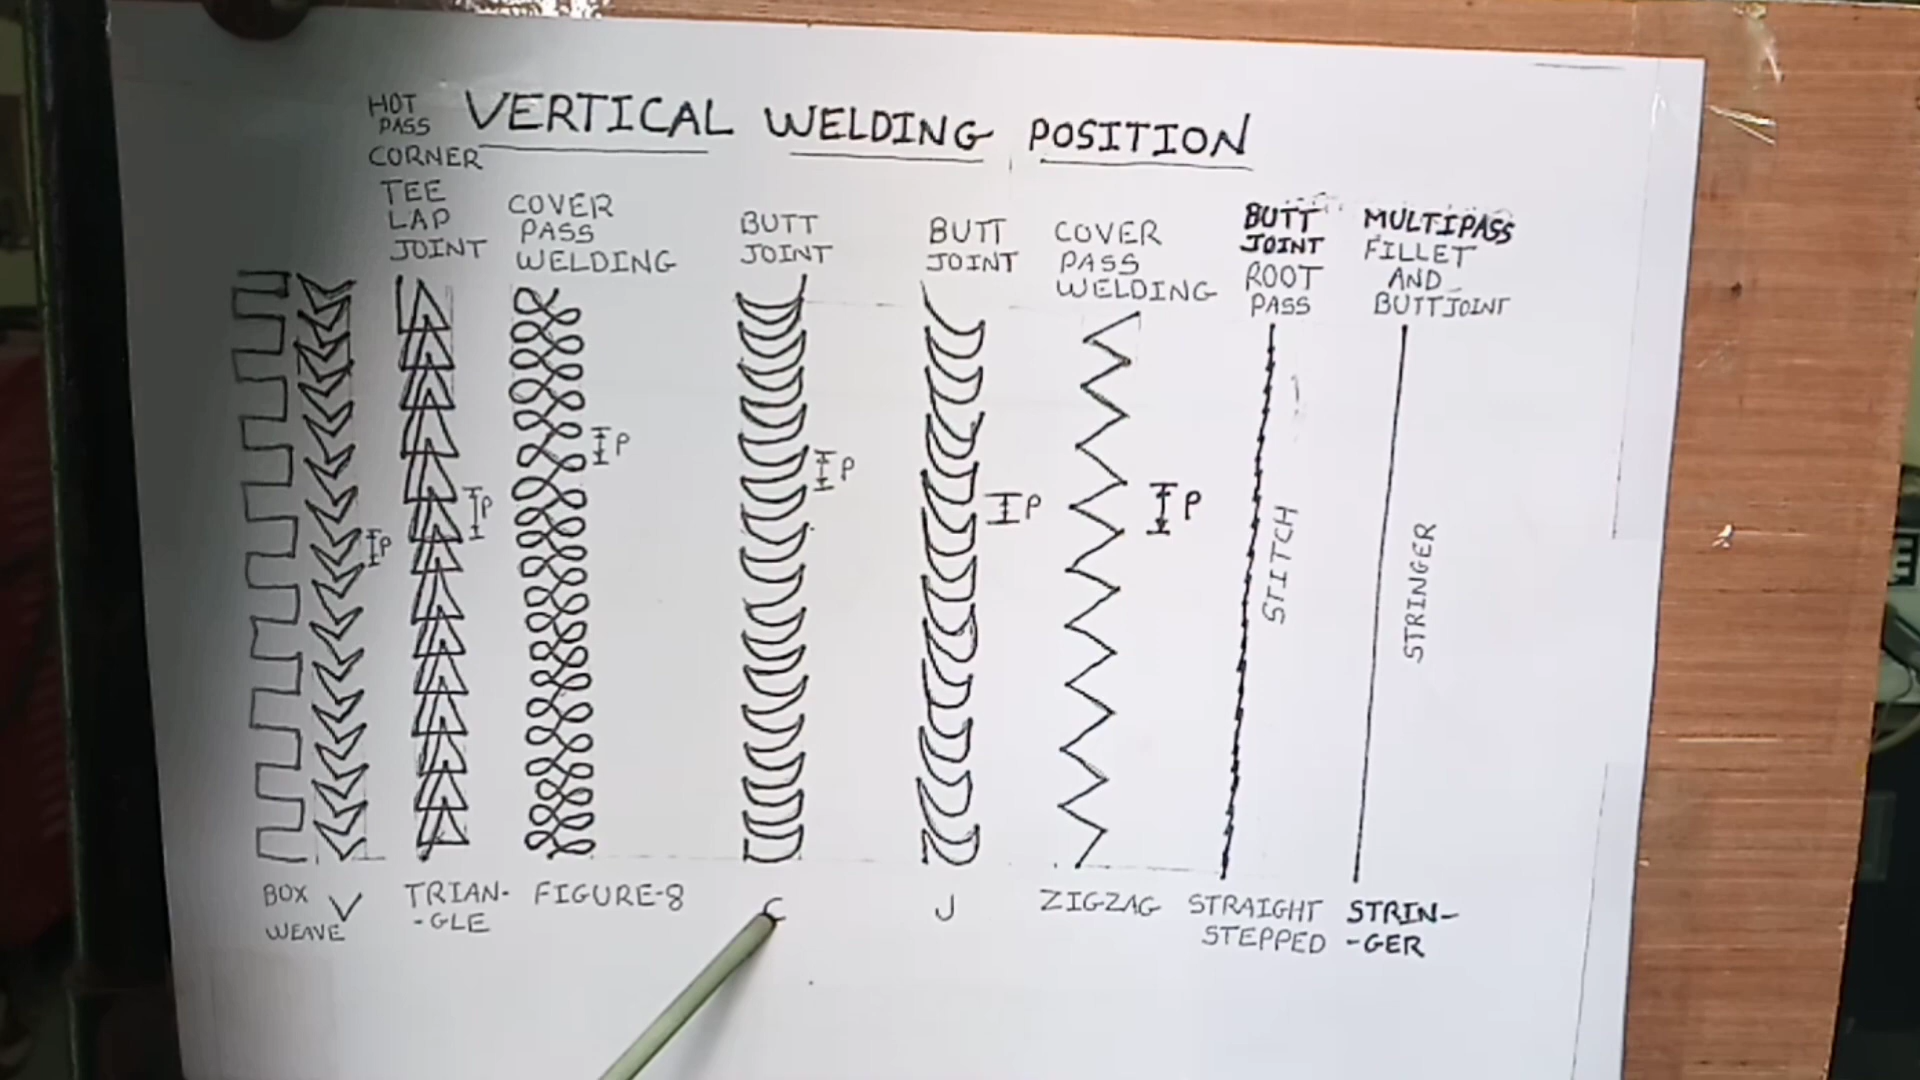 VERTICAL WELDING POSITION
HOT
PASS
CORNER
TEE
LAP
JOINT
COVER
PASS
WELDING
BUTT
JOINT
BUTT
JOINT
COVER
PASS
WELDING
BUTT
JOINT
ROOT
PASS
MULTIPASS
FILLET
AND
BUTT JOINT
P
P
P
P
P
P
STITCH
STRINGER
BOX
WEAVE
V
TRIAN-
-GLE
FIGURE-8
C
J
ZIGZAG
STRAIGHT
STEPPED
STRIN-
-GER